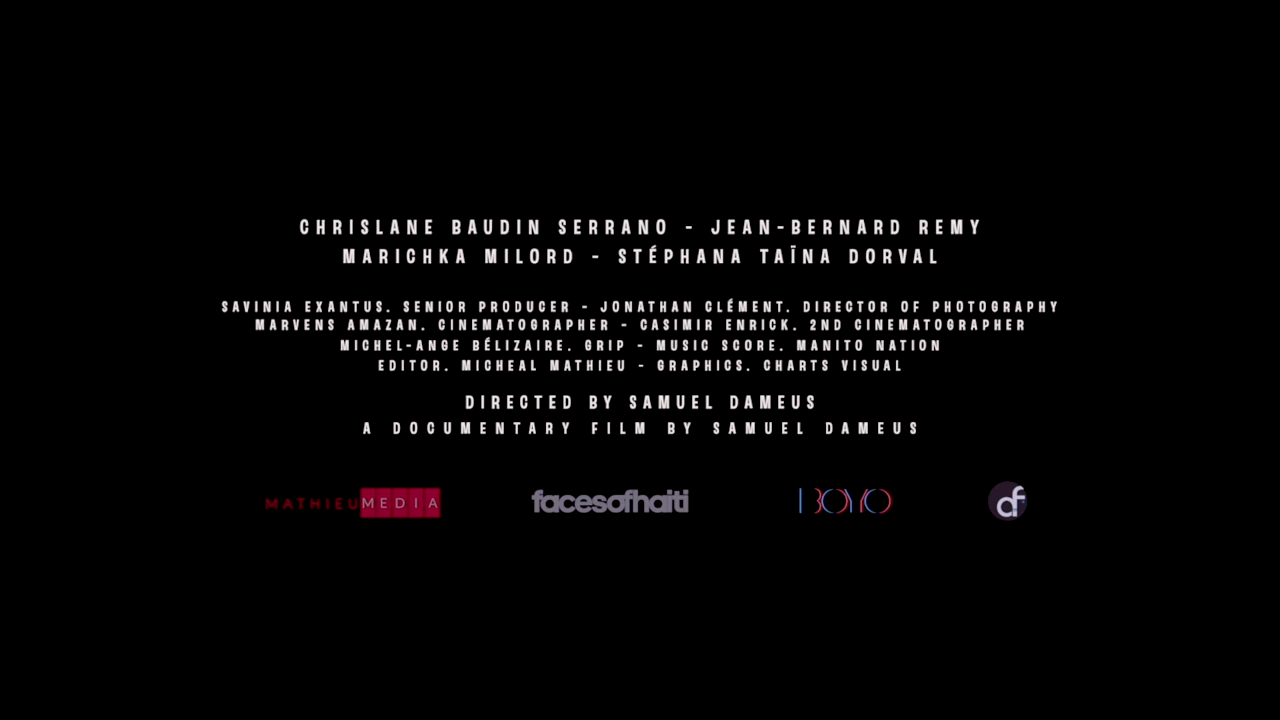 CHRISLANE BAUDIN SERRANO - JEAN-BERNARD REMY
MARICHKA MILORD - STÉPHANA TAÏNA DORVAL
SAVINIA EXANTUS. SENIOR PRODUCER - JONATHAN CLÉMENT. DIRECTOR OF PHOTOGRAPHY
MARVENS AMAZAN. CINEMATOGRAPHER - CASIMIR ENRICK. 2ND CINEMATOGRAPHER
MICHEL-ANGE BÉLIZAIRE. GRIP - MUSIC SCORE. MANITO NATION
EDITOR. MICHEAL MATHIEU - GRAPHICS. CHARTS VISUAL
DIRECTED BY SAMUEL DAMEUS
A DOCUMENTARY FILM BY SAMUEL DAMEUS
MATHIEU MEDIA facesofhaiti BOYO df